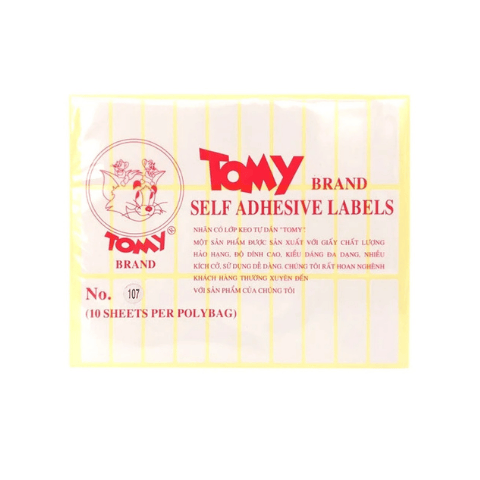 TOMY BRAND
SELF ADHESIVE LABELS
NHÃN CÓ LỚP KEO TỰ DÁN "TOMY"
MỘT SẢN PHẨM ĐƯỢC SẢN XUẤT VỚI GIẤY CHẤT LƯỢNG
HẢO HẠNG, ĐỘ DÍNH CAO, KIỂU DÁNG ĐA DẠNG, NHIỀU
KÍCH CỠ, SỬ DỤNG DỄ DÀNG. CHÚNG TÔI RẤT HOAN NGHÊNH
KHÁCH HÀNG THƯỜNG XUYÊN ĐẾN
VỚI SẢN PHẨM CỦA CHÚNG TÔI
TOMY®
BRAND
No. 107
(10 SHEETS PER POLYBAG)